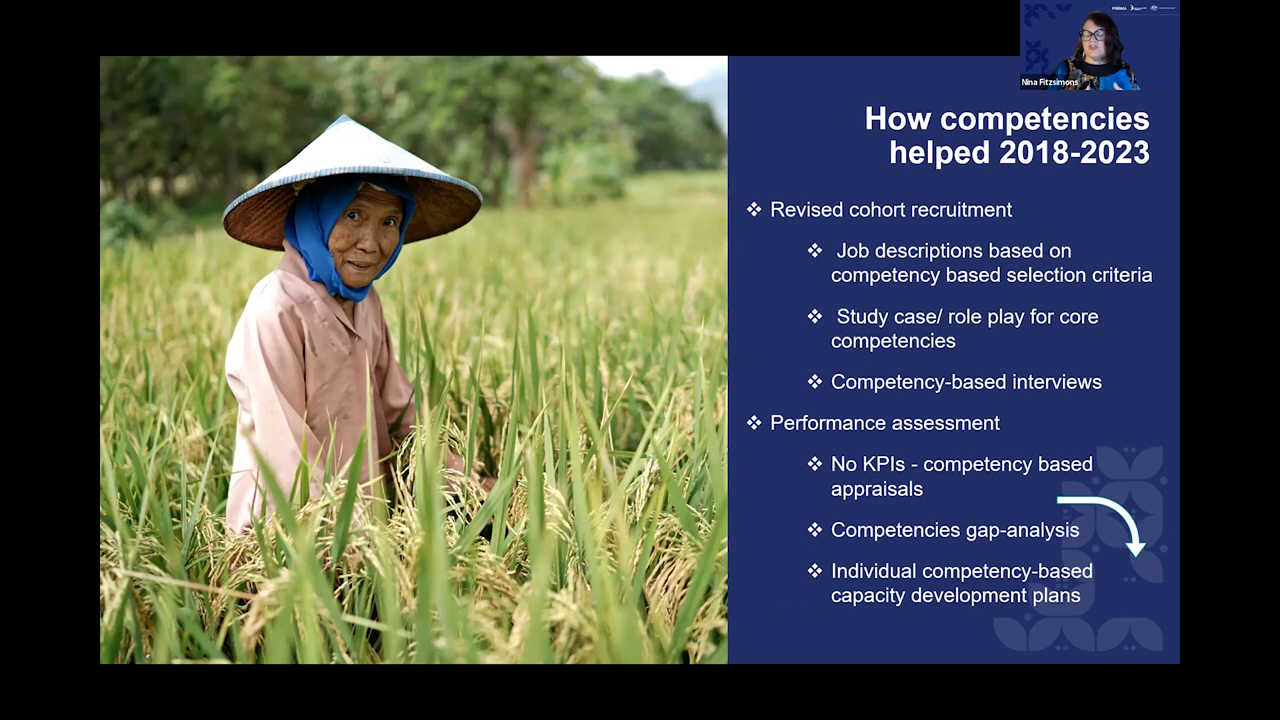 Nina Fitzsimons
How competencies
helped 2018-2023
❖ Revised cohort recruitment
❖ Job descriptions based on
competency based selection criteria
❖ Study case/ role play for core
competencies
❖ Competency-based interviews
❖ Performance assessment
❖ No KPIs - competency based
appraisals
❖ Competencies gap-analysis
❖ Individual competency-based
capacity development plans